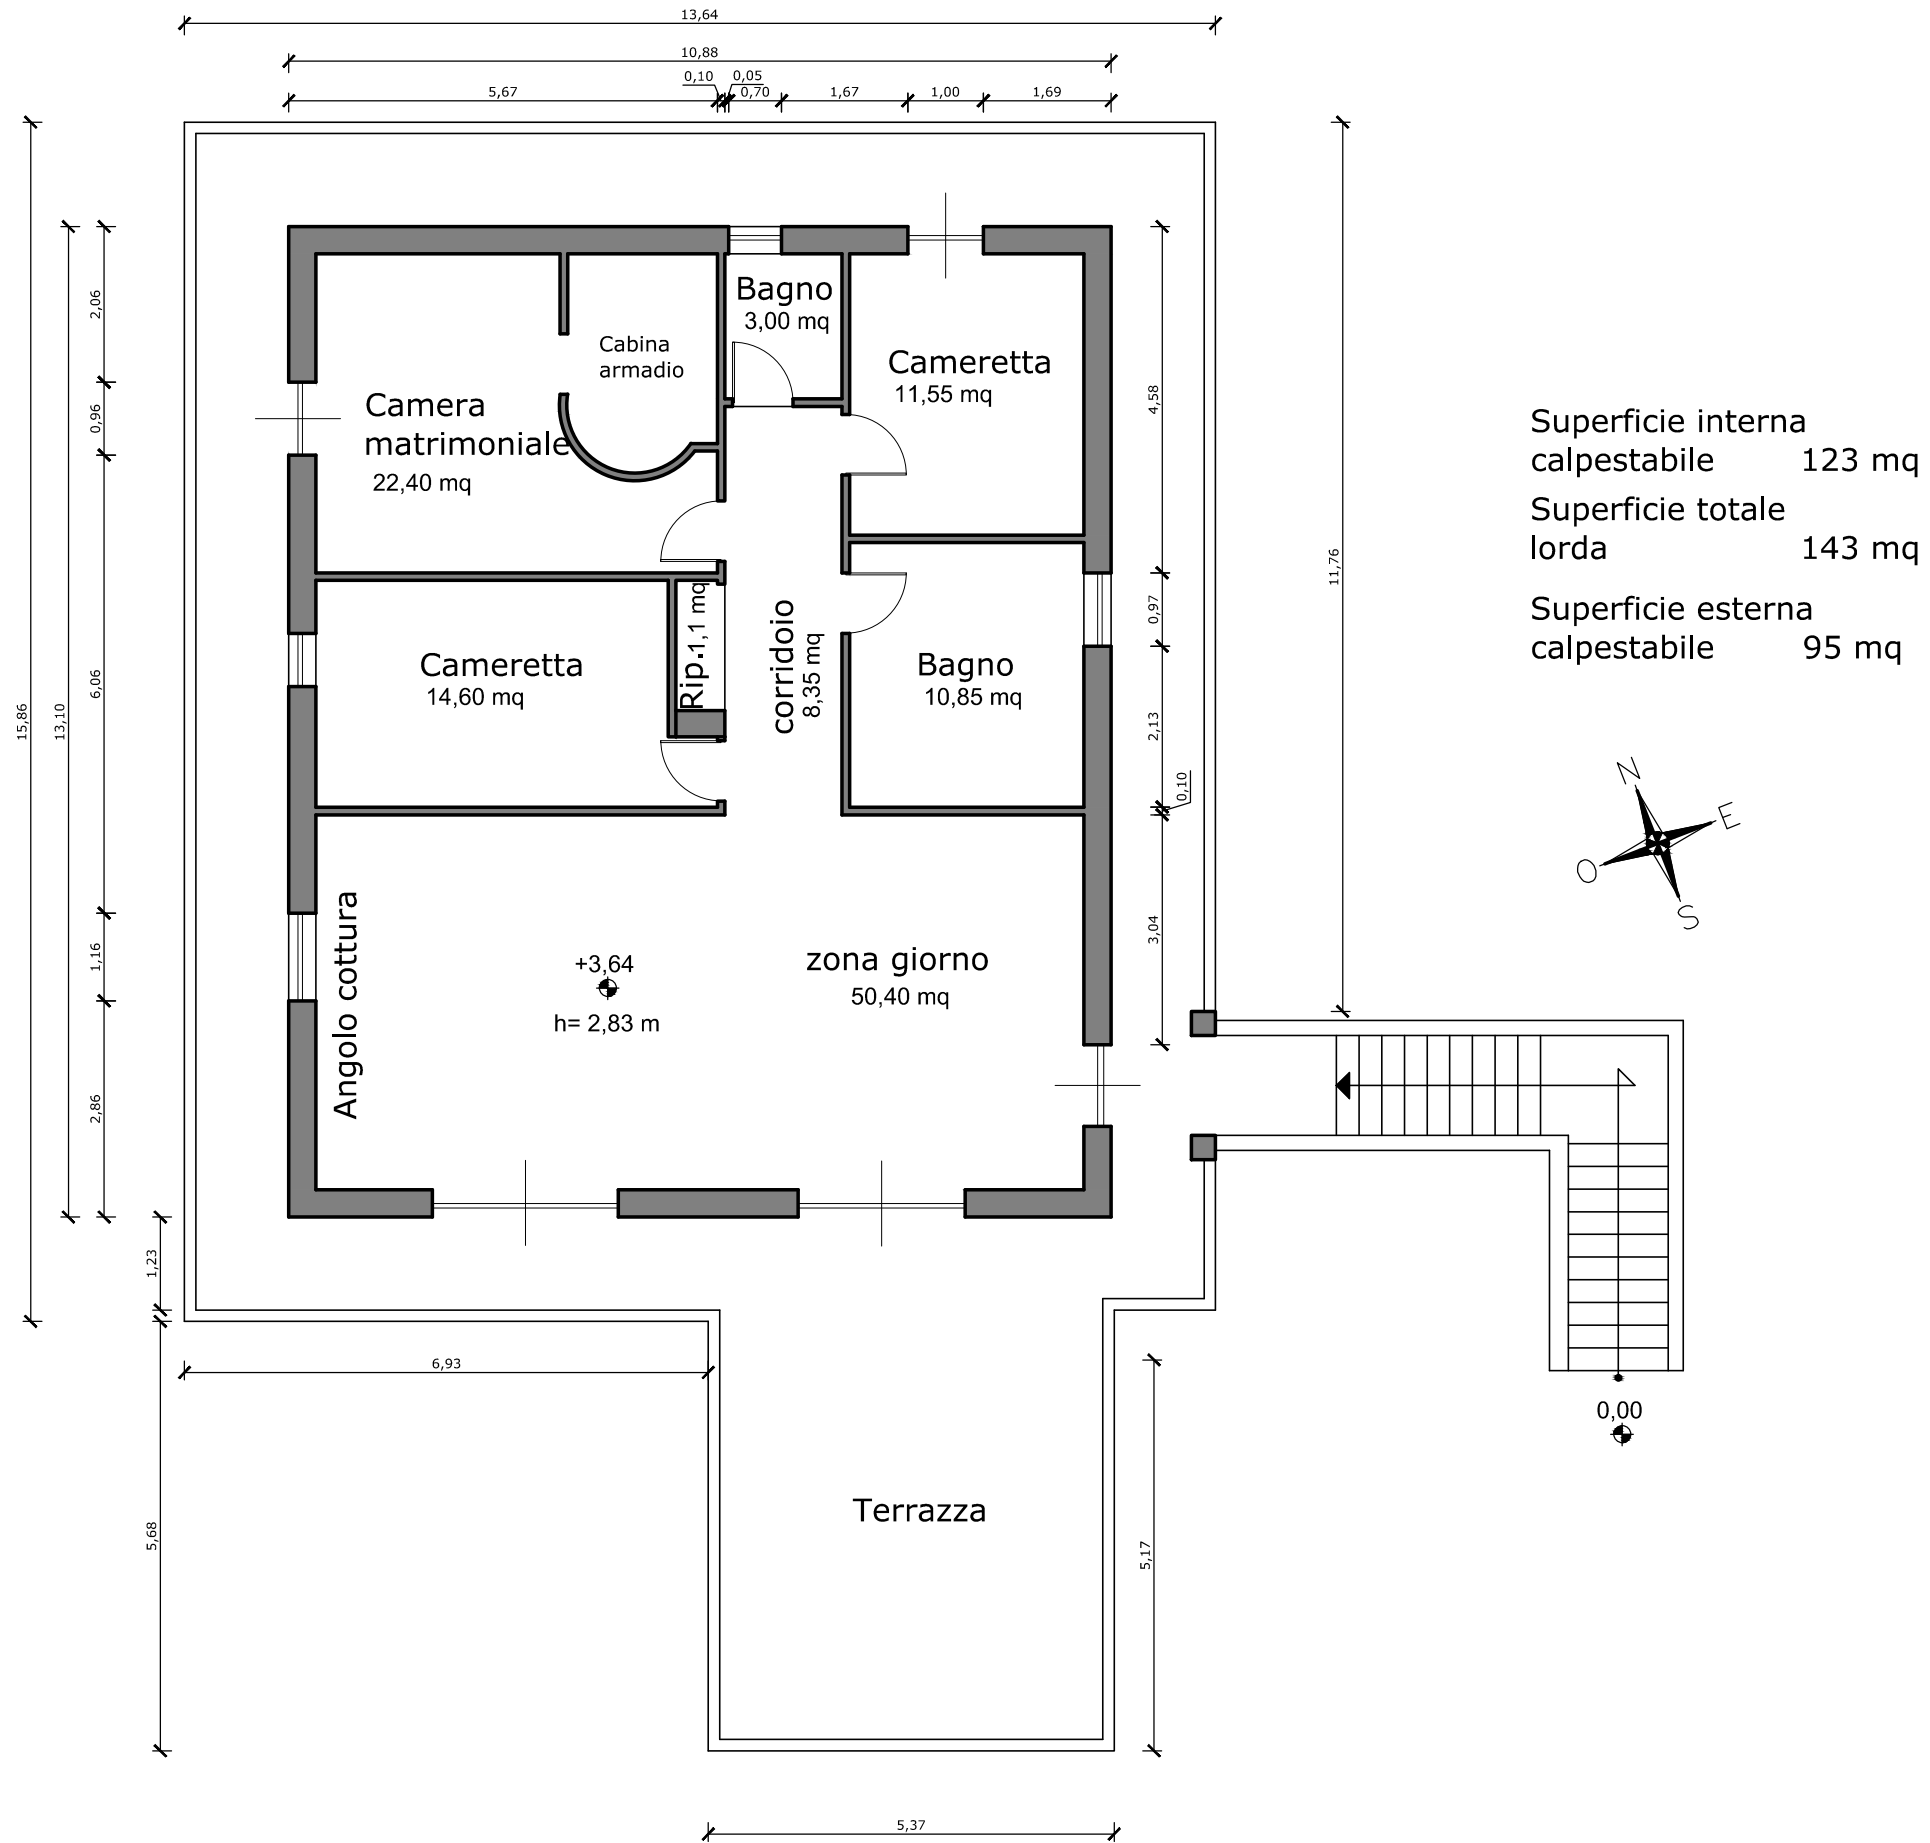 13,64
10,88
0,10
0,05
5,67
0,70
1,67
1,00
1,69
15,86
13,10
2,06
0,96
6,06
1,16
2,86
1,23
5,68
6,93
Bagno
3,00 mq
Cabina
armadio
Cameretta
11,55 mq
Camera
matrimoniale
22,40 mq
Cameretta
14,60 mq
Rip.
1,1 mq
corridoio
8,35 mq
Bagno
10,85 mq
Angolo cottura
+3,64
h= 2,83 m
zona giorno
50,40 mq
4,58
0,97
2,13
0,10
3,04
11,76
Superficie interna
calpestabile 123 mq
Superficie totale
lorda 143 mq
Superficie esterna
calpestabile 95 mq
N
E
O
S
0,00
Terrazza
5,17
5,37